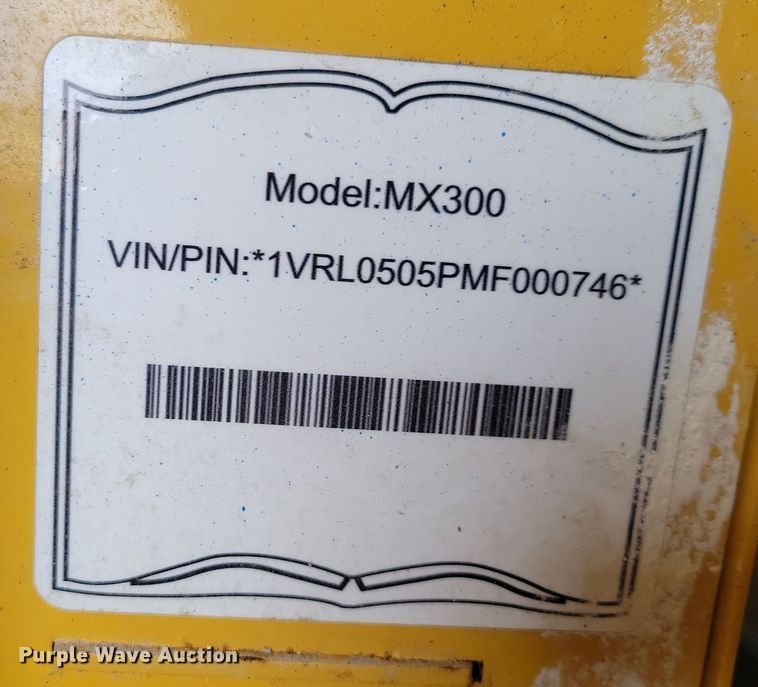 Model:MX300
VIN/PIN:*1VRL0505PMF000746*
Purple Wave Auction